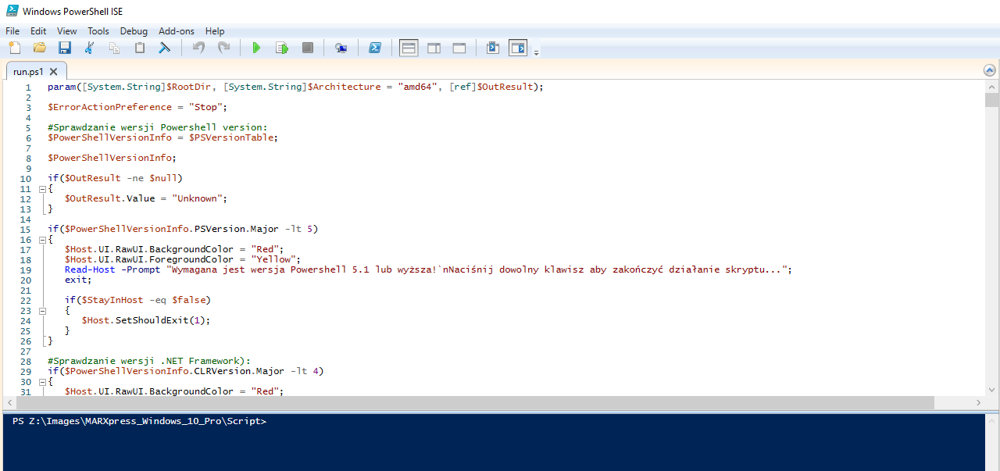 Windows PowerShell ISE
File Edit View Tools Debug Add-ons Help
run.ps1
1 param([System.String]$RootDir, [System.String]$Architecture = "amd64", [ref]$OutResult);
2
3 $ErrorActionPreference = "Stop";
4
5 #Sprawdzanie wersji Powershell version:
6 $PowerShellVersionInfo = $PSVersionTable;
7
8 $PowerShellVersionInfo;
9
10 if($OutResult -ne $null)
11 {
12 $OutResult.Value = "Unknown";
13 }
14
15 if($PowerShellVersionInfo.PSVersion.Major -lt 5)
16 {
17 $Host.UI.RawUI.BackgroundColor = "Red";
18 $Host.UI.RawUI.ForegroundColor = "Yellow";
19 Read-Host -Prompt "Wymagana jest wersja Powershell 5.1 lub wyższa!`nNaciśnij dowolny klawisz aby zakończyć działanie skryptu...";
20 exit;
21
22 if($StayInHost -eq $false)
23 {
24 $Host.SetShouldExit(1);
25 }
26 }
27
28 #Sprawdzanie wersji .NET Framework):
29 if($PowerShellVersionInfo.CLRVersion.Major -lt 4)
30 {
31 $Host.UI.RawUI.BackgroundColor = "Red";
PS Z:\Images\MARXpress_Windows_10_Pro\Script>